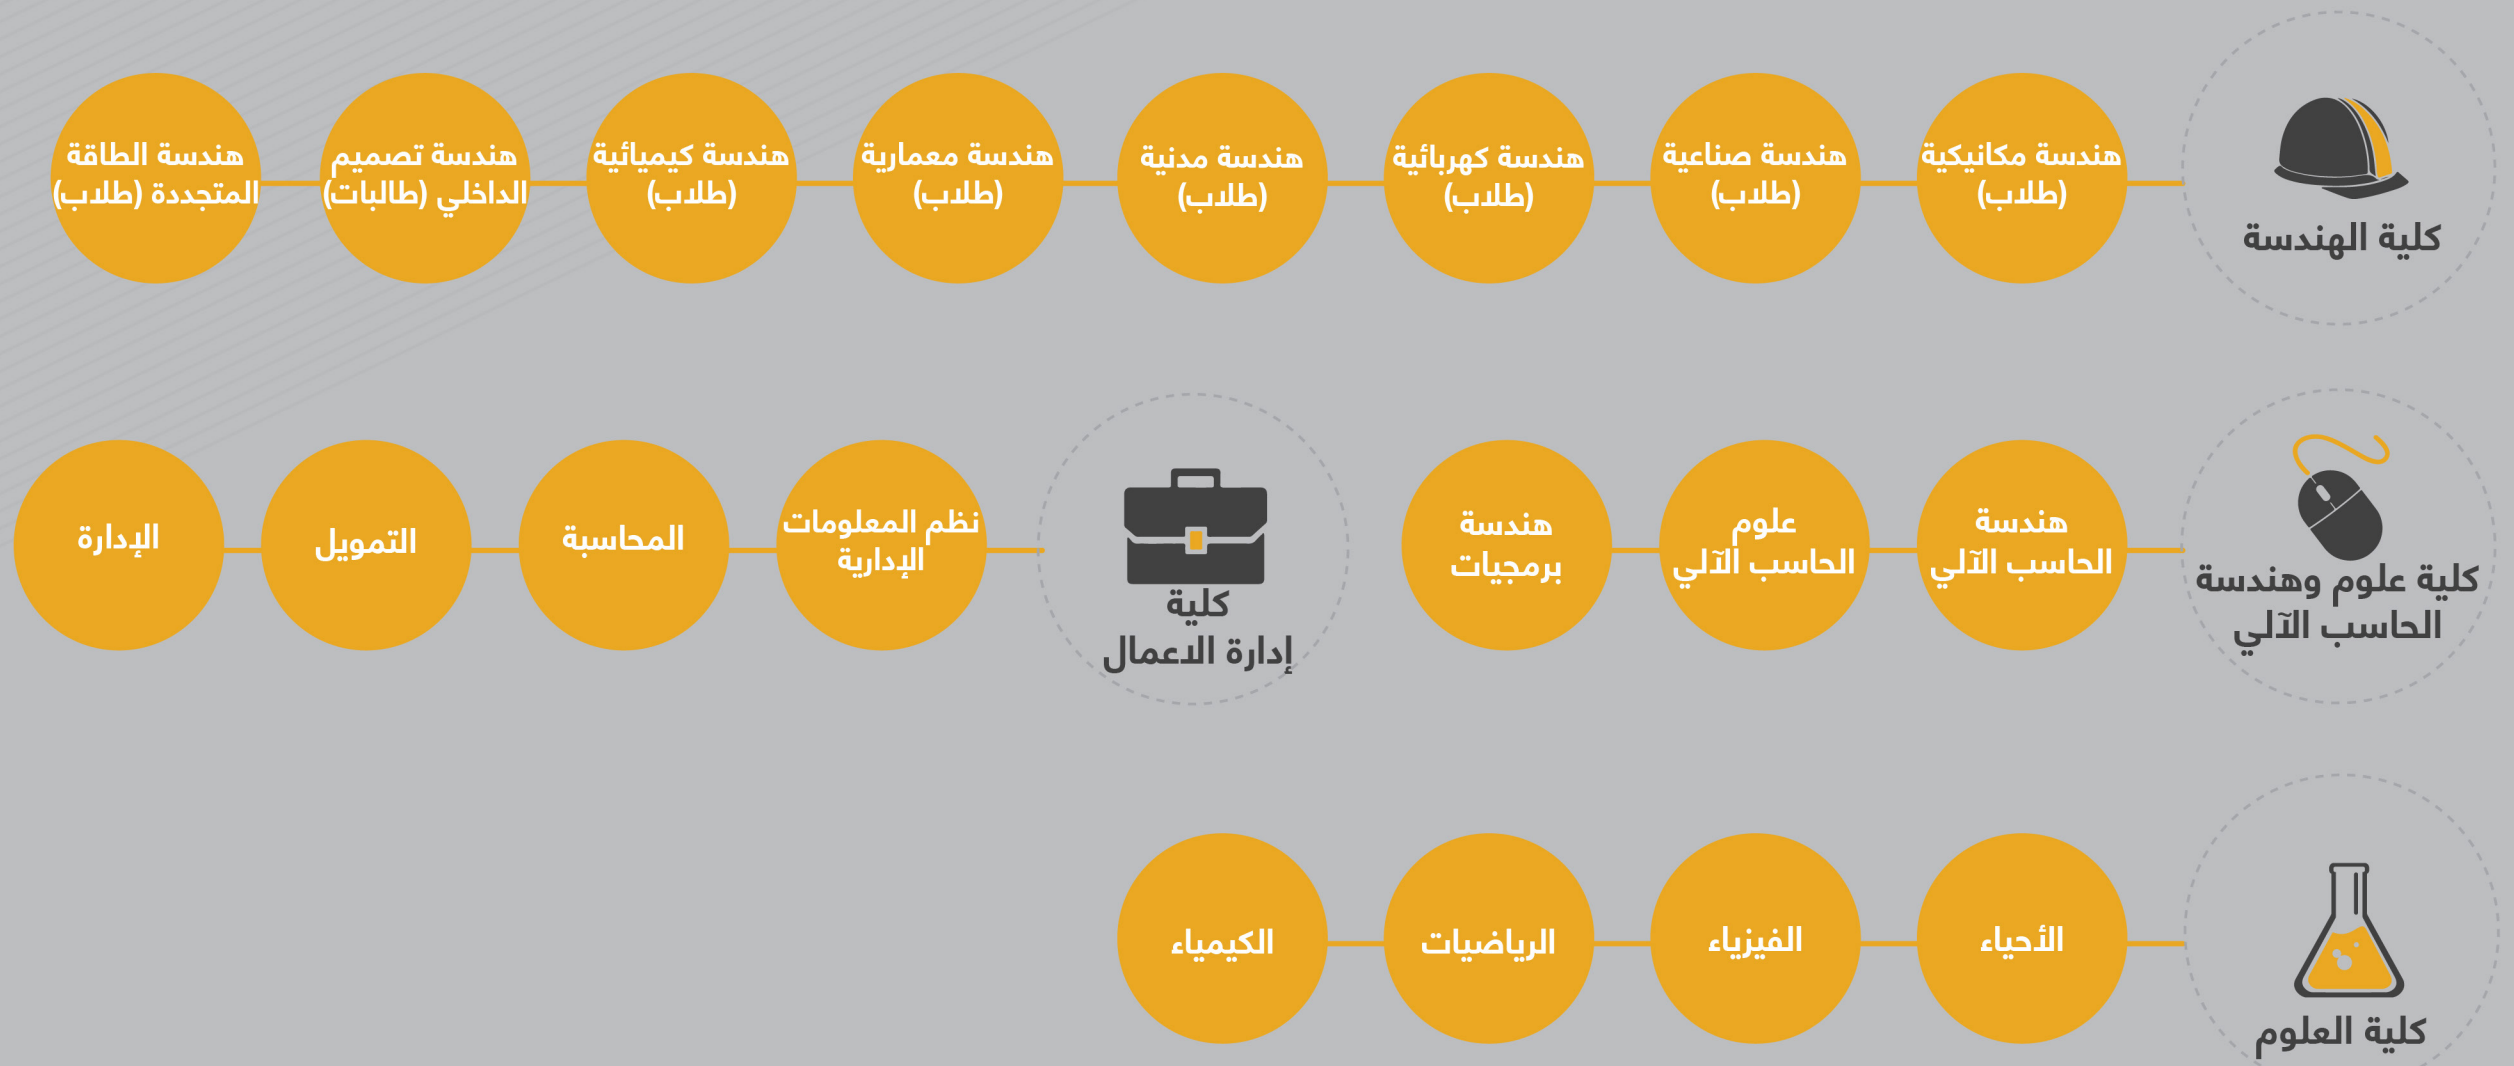 كلية الهندسة
هندسة مكانيكية
(طلاب)
هندسة صناعية
(طلاب)
هندسة كهربائية
(طلاب)
هندسة مدنية
(طلاب)
هندسة معمارية
(طلاب)
هندسة كيميائية
(طلاب)
هندسة تصميم
الداخلي (طالبات)
هندسة الطاقة
المتجددة (طلاب)
كلية علوم وهندسة
الحاسب الآلي
هندسة
الحاسب الآلي
علوم
الحاسب الآلي
هندسة
برمجيات
كلية
إدارة الاعمال
نظم المعلومات
الإدارية
المحاسبة
التمويل
الإدارة
كلية العلوم
الأحياء
الفيزياء
الرياضيات
الكيمياء